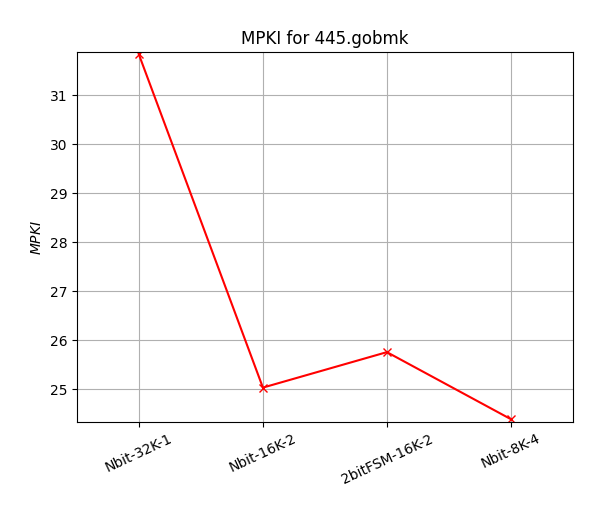 MPKI for 445.gobmk
MPKI
31
30
29
28
27
26
25
Nbit-32K-1
Nbit-16K-2
2bitFSM-16K-2
Nbit-8K-4